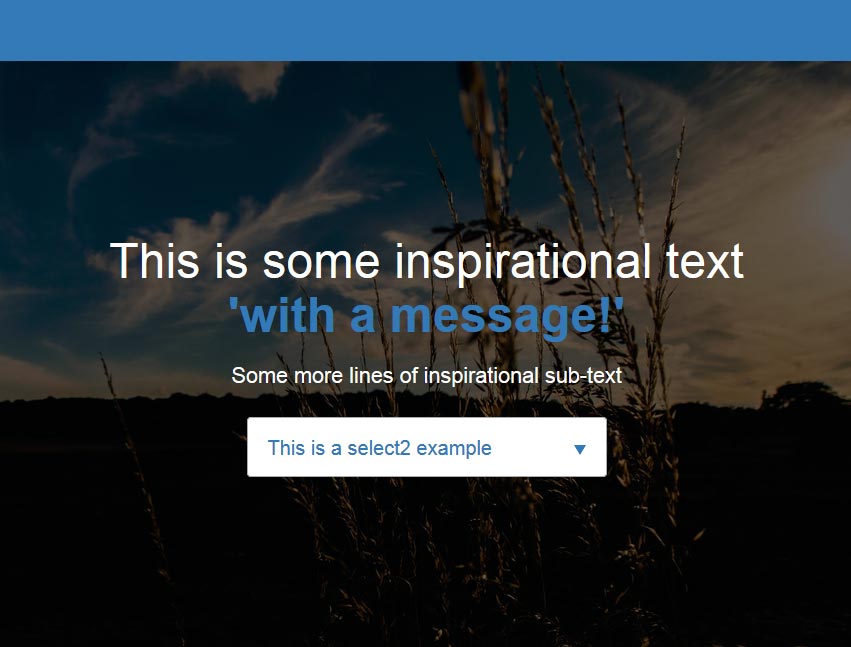 This is some inspirational text
'with a message!'
Some more lines of inspirational sub-text
This is a select2 example